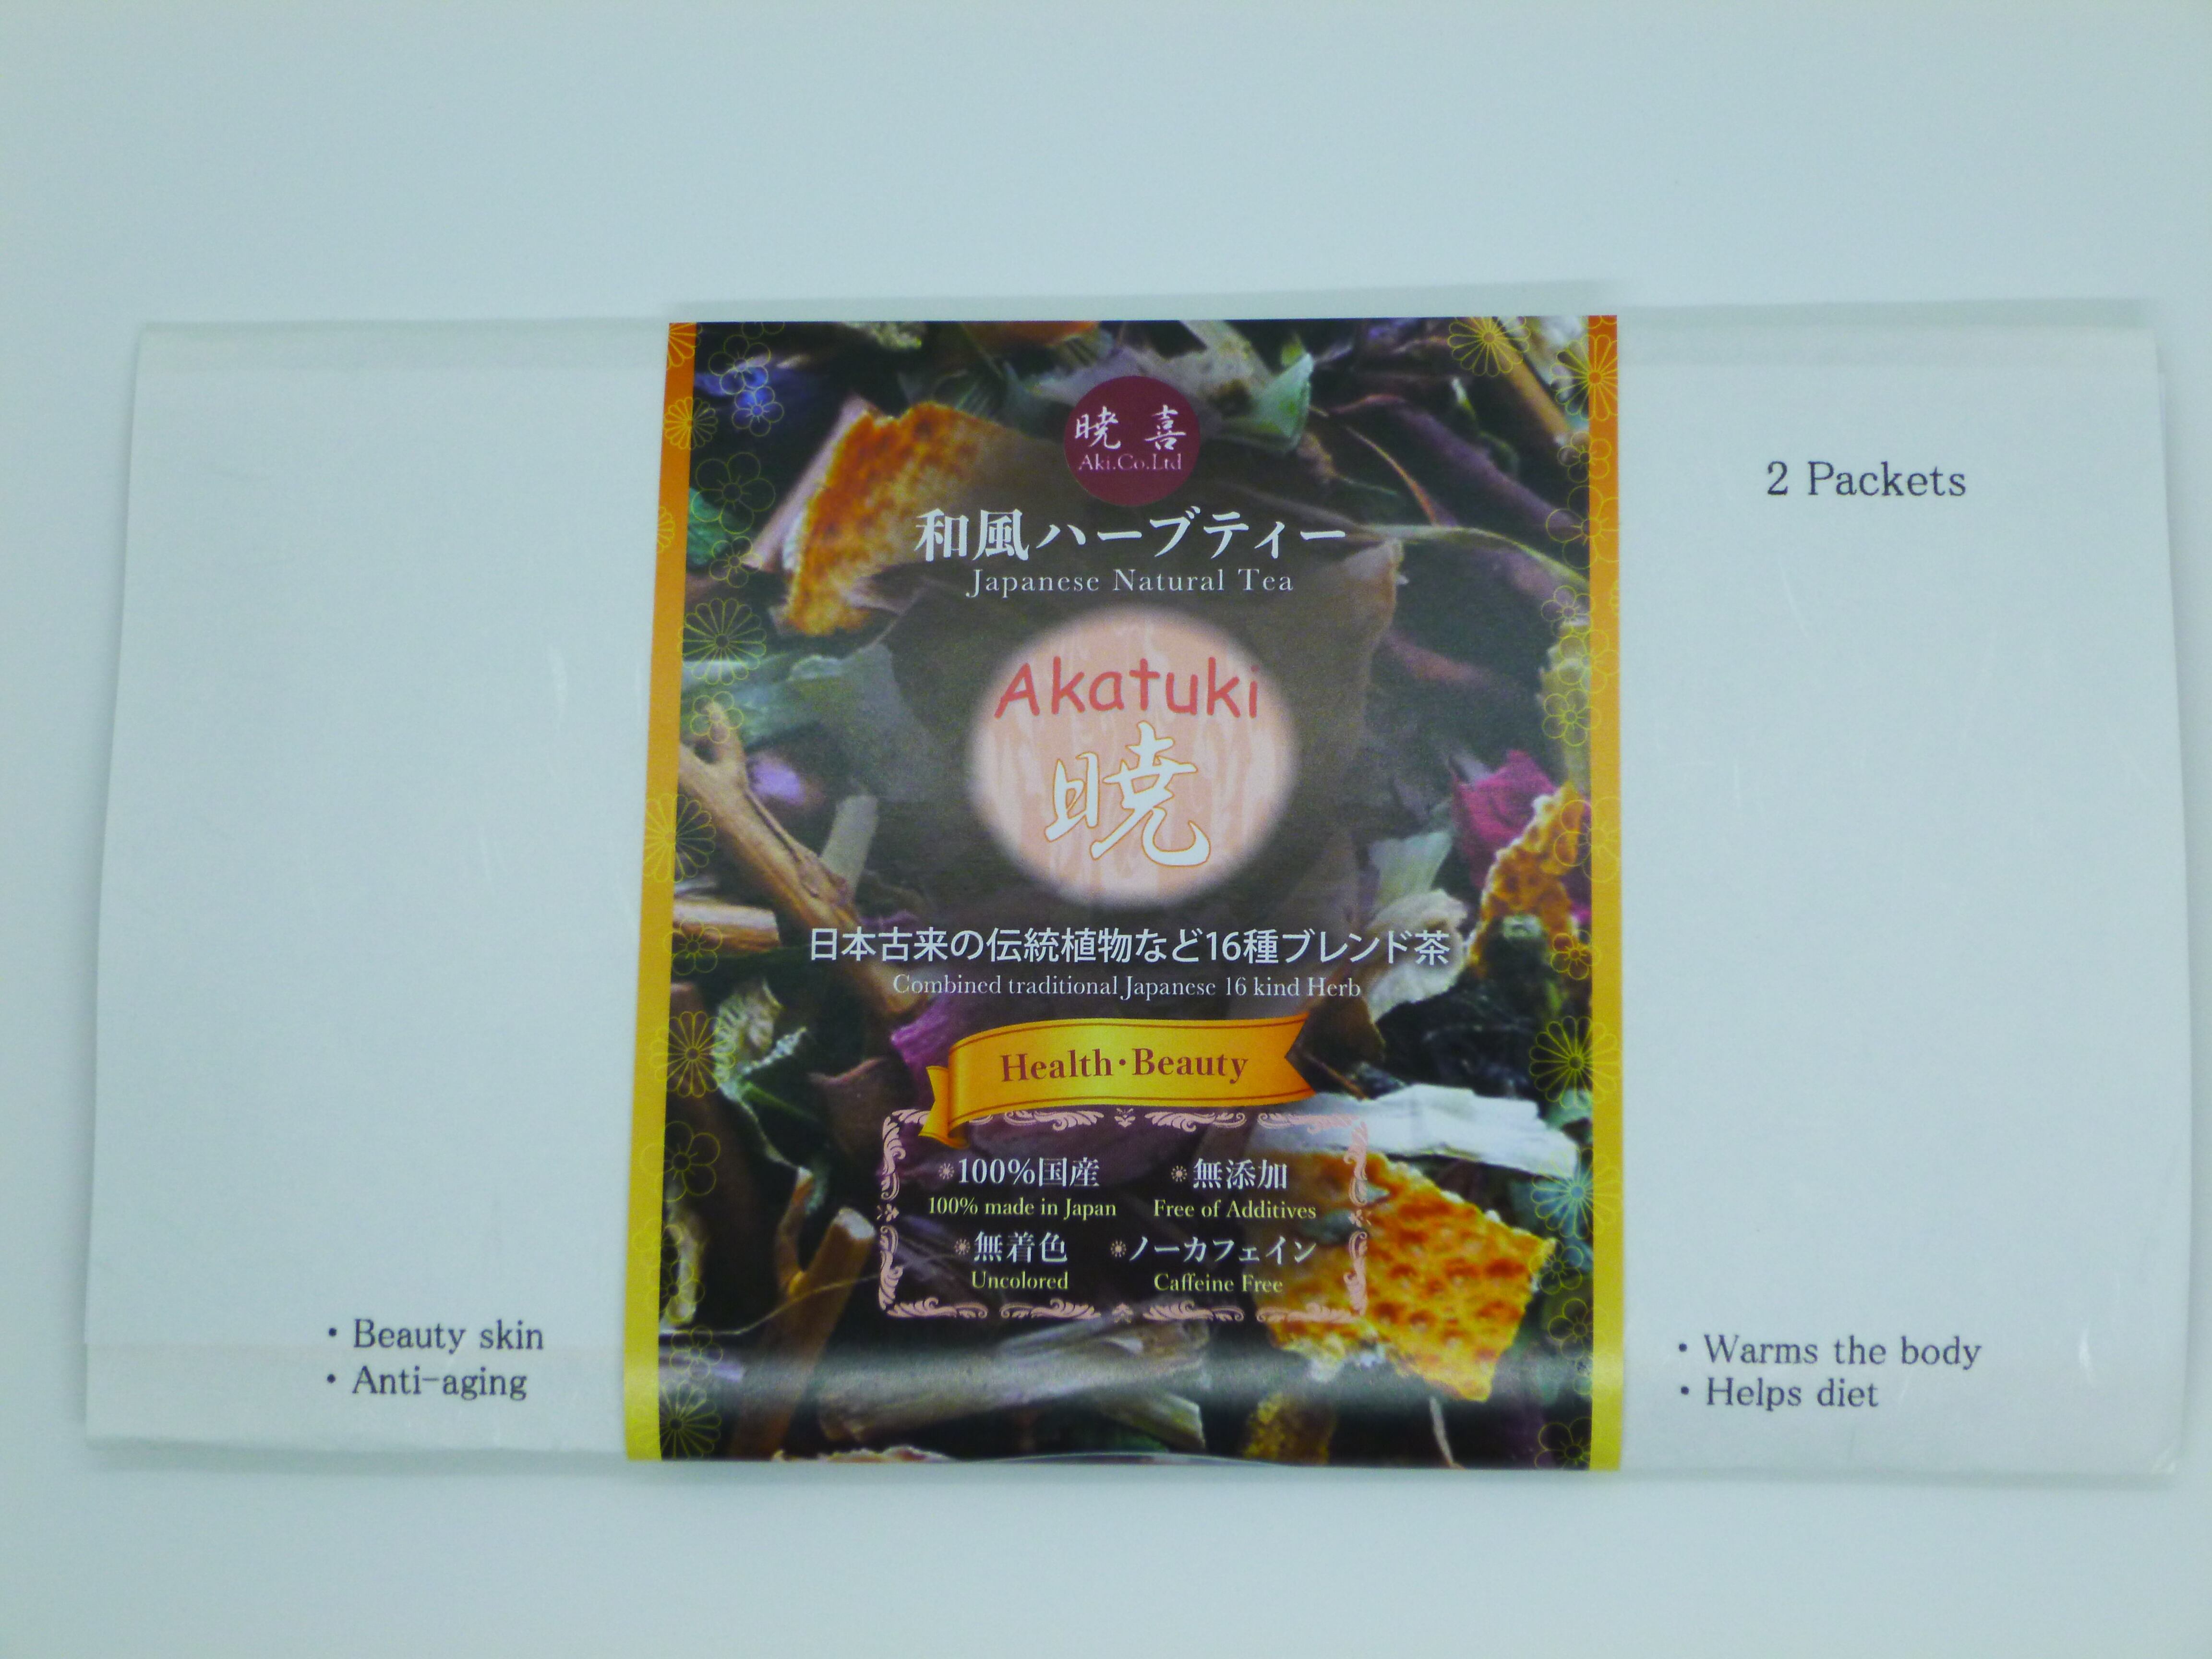 暁 喜
Aki.Co.Ltd
和風ハーブティー
Japanese Natural Tea
Akatuki
暁
日本古来の伝統植物など16種ブレンド茶
Combined traditional Japanese 16 kind Herb
Health・Beauty
100%国産
100% made in Japan
無添加
Free of Additives
無着色
Uncolored
ノーカフェイン
Caffeine Free
2 Packets
・Beauty skin
・Anti-aging
・Warms the body
・Helps diet